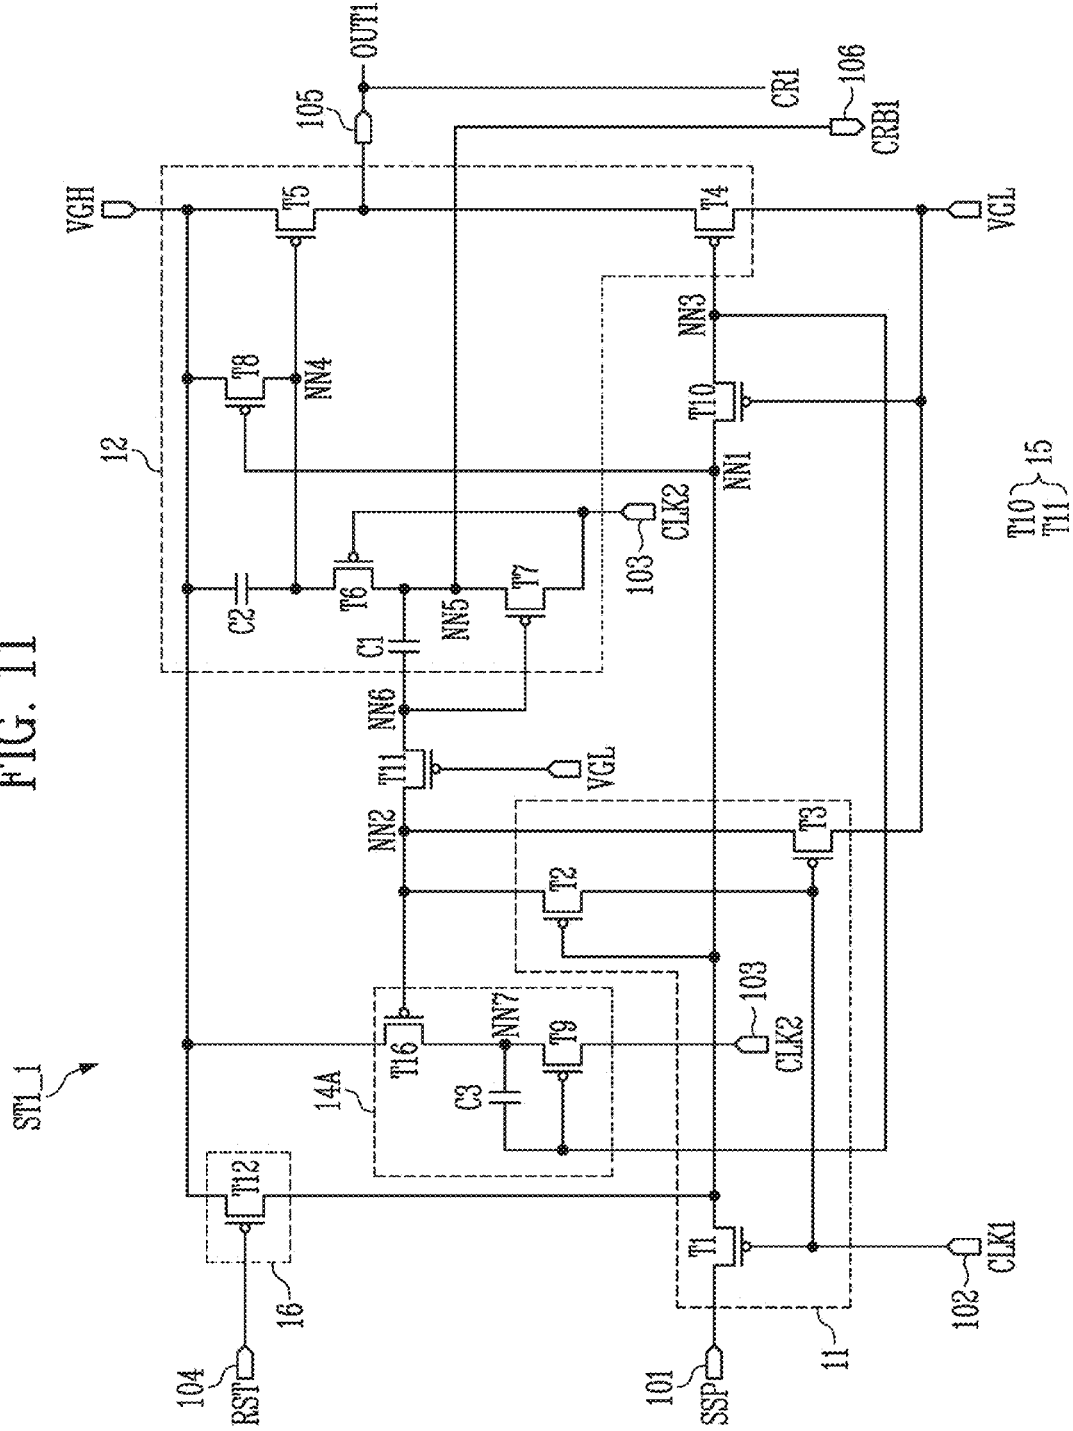 FIG. 11
ST1_1
VGH
12
105
OUT1
T5
T8
NN4
C2
T6
C1
NN5
T7
CLK2
103
106
CR1
CRB1
T4
VGL
NN3
T10
NN1
NN6
T11
VGL
NN2
T2
T3
14A
T16
NN7
C3
T9
CLK2
103
T12
16
104
RST
T1
101
SSP
11
102
CLK1
T10
T11
15